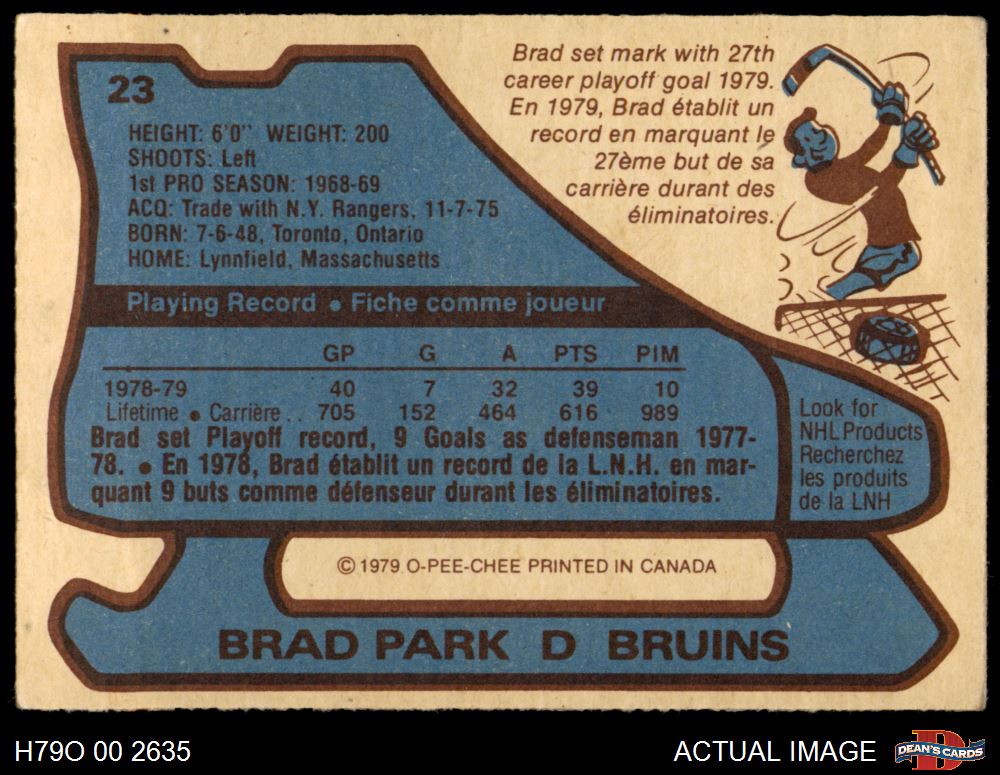 Brad set mark with 27th
career playoff goal 1979.
En 1979, Brad établit un
record en marquant le
27ème but de sa
carrière durant des
éliminatoires.
23
HEIGHT: 6'0" WEIGHT: 200
SHOOTS: Left
1st PRO SEASON: 1968-69
ACQ: Trade with N.Y. Rangers, 11-7-75
BORN: 7-6-48, Toronto, Ontario
HOME: Lynnfield, Massachusetts
Playing Record • Fiche comme joueur
GP G A PTS PIM
1978-79 40 7 32 39 10
Lifetime • Carrière . . 705 152 464 616 989
Brad set Playoff record, 9 Goals as defenseman 1977-
78. • En 1978, Brad établit un record de la L.N.H. en mar-
quant 9 buts comme défenseur durant les éliminatoires.
Look for
NHL Products
Recherchez
les produits
de la LNH
© 1979 O-PEE-CHEE PRINTED IN CANADA
BRAD PARK D BRUINS
H79O 00 2635
ACTUAL IMAGE
D
DEAN'S CARDS